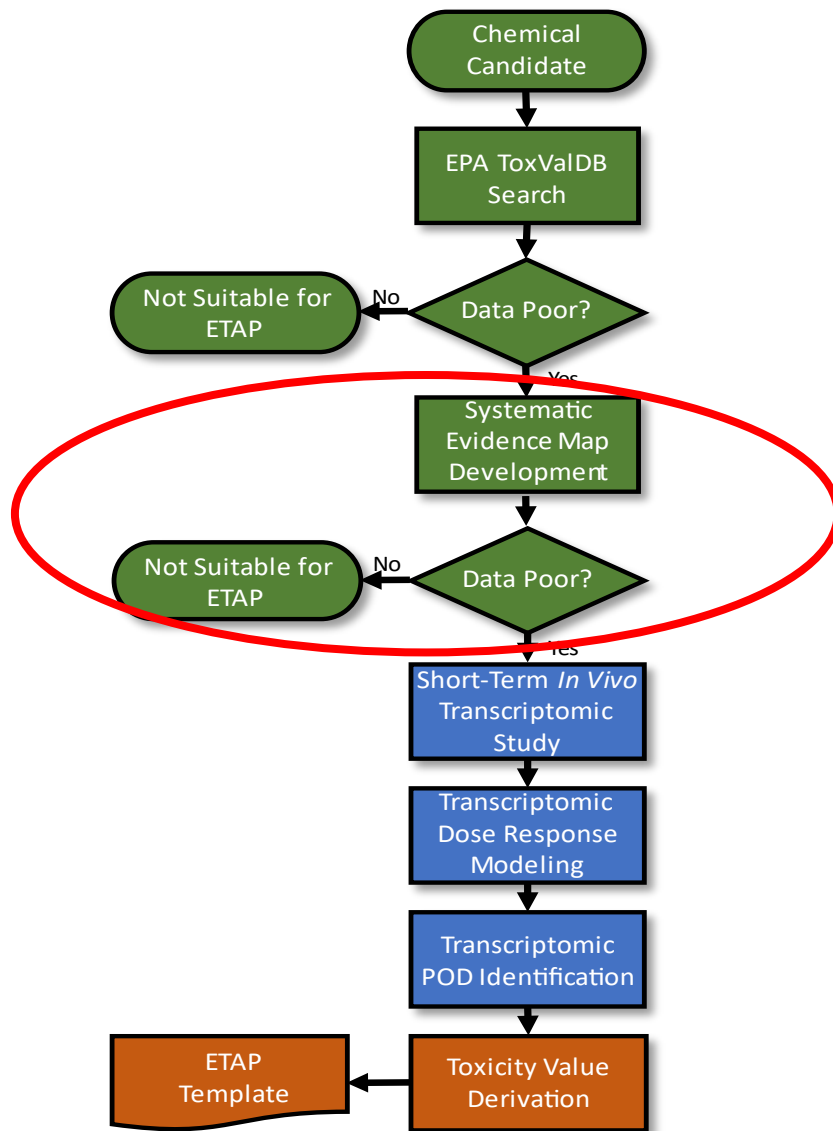 Chemical
Candidate
EPA ToxValDB
Search
Not Suitable for
ETAP
No
Data Poor?
Yes
Systematic
Evidence Map
Development
Not Suitable for
ETAP
No
Data Poor?
Yes
Short-Term In Vivo
Transcriptomic
Study
Transcriptomic
Dose Response
Modeling
Transcriptomic
POD Identification
ETAP
Template
Toxicity Value
Derivation